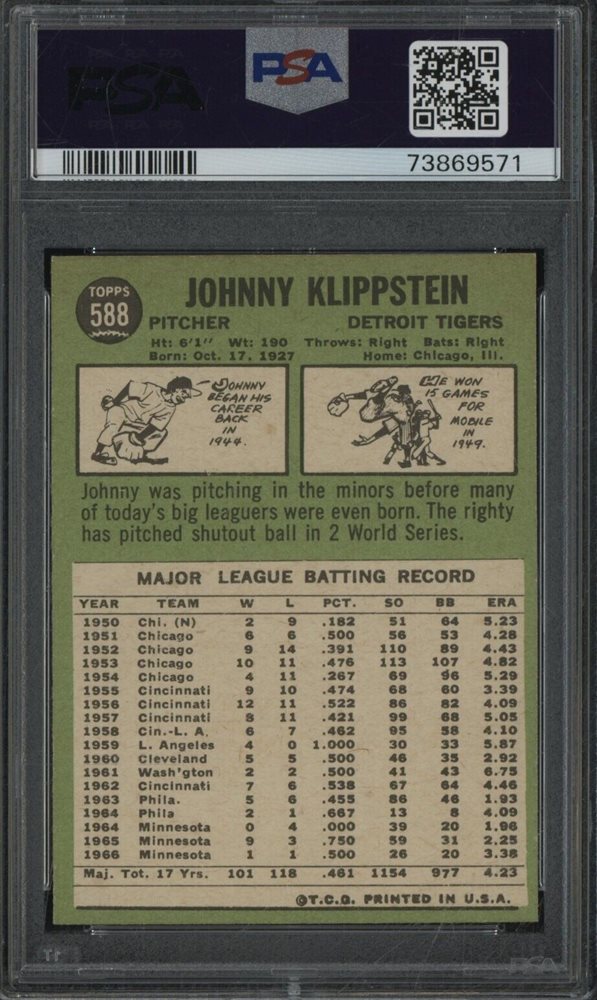 PSA
PSA
73869571
TOPPS
588
JOHNNY KLIPPSTEIN
PITCHER DETROIT TIGERS
Ht: 6'1" Wt: 190 Throws: Right Bats: Right
Born: Oct. 17, 1927 Home: Chicago, Ill.
JOHNNY
BEGAN HIS
CAREER
BACK
IN
1944.
HE WON
15 GAMES
FOR
MOBILE
IN
1949.
Johnny was pitching in the minors before many
of today's big leaguers were even born. The righty
has pitched shutout ball in 2 World Series.
MAJOR LEAGUE BATTING RECORD
YEAR TEAM W L PCT. SO BB ERA
1950 Chi. (N) 2 9 .182 51 64 5.23
1951 Chicago 6 6 .500 56 53 4.28
1952 Chicago 9 14 .391 110 89 4.43
1953 Chicago 10 11 .476 113 107 4.82
1954 Chicago 4 11 .267 69 96 5.29
1955 Cincinnati 9 10 .474 68 60 3.39
1956 Cincinnati 12 11 .522 86 82 4.09
1957 Cincinnati 8 11 .421 99 68 5.05
1958 Cin.-L. A. 6 7 .462 95 58 4.10
1959 L. Angeles 4 0 1.000 30 33 5.87
1960 Cleveland 5 5 .500 46 35 2.92
1961 Wash'gton 2 2 .500 41 43 6.75
1962 Cincinnati 7 6 .538 67 64 4.46
1963 Phila. 5 6 .455 86 46 1.93
1964 Phila 2 1 .667 13 8 4.09
1964 Minnesota 0 4 .000 39 20 1.96
1965 Minnesota 9 3 .750 59 31 2.25
1966 Minnesota 1 1 .500 26 20 3.38
Maj. Tot. 17 Yrs. 101 118 .461 1154 977 4.23
©T.C.G. PRINTED IN U.S.A.
PSA